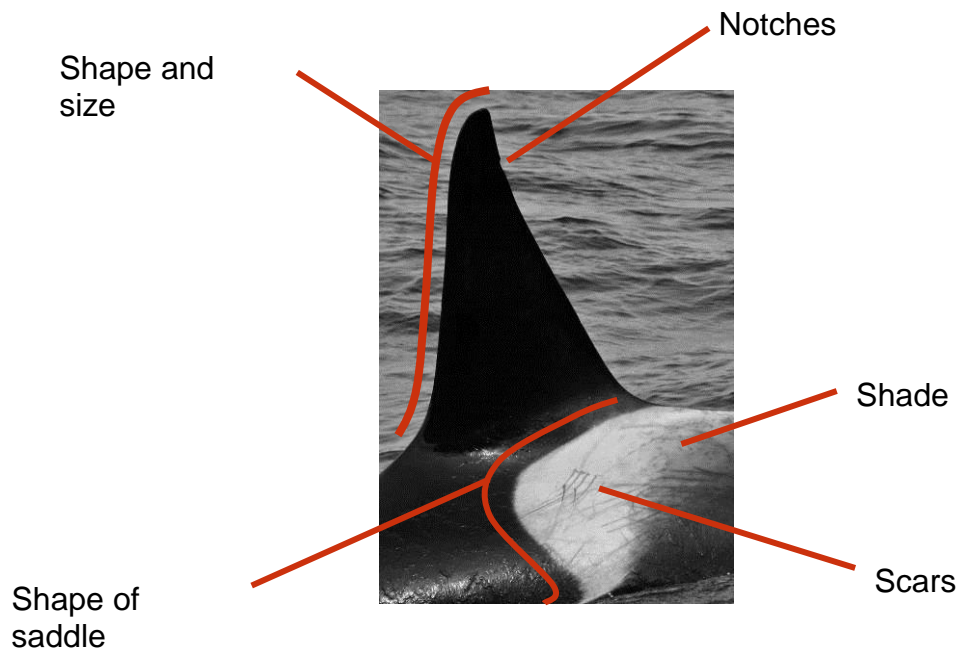 Notches
Shape and
size
Shade
Scars
Shape of
saddle